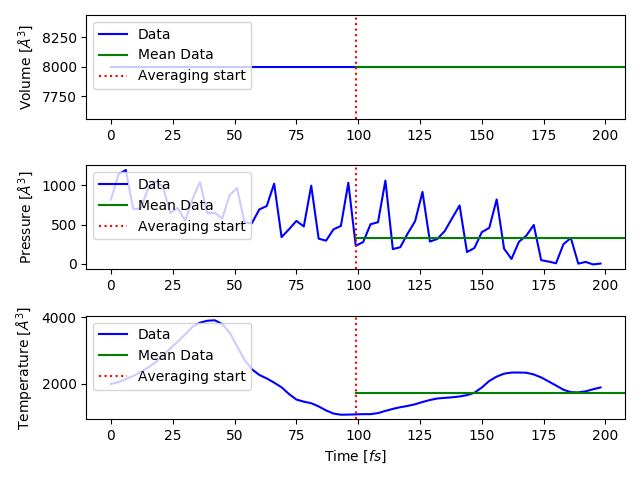 Volume [Å³]
8250
8000
7750
Data
Mean Data
Averaging start
0 25 50 75 100 125 150 175 200
Pressure [Å³]
1000
500
0
Data
Mean Data
Averaging start
0 25 50 75 100 125 150 175 200
Temperature [Å³]
4000
2000
Data
Mean Data
Averaging start
0 25 50 75 100 125 150 175 200
Time [fs]